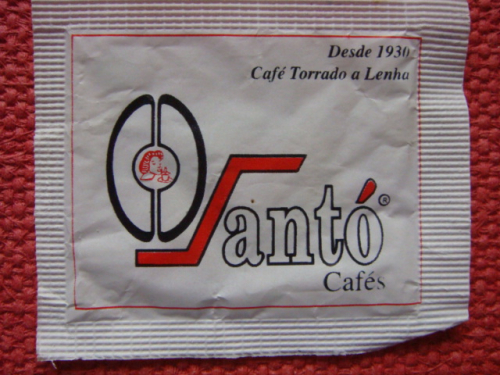 Desde 1930
Café Torrado a Lenha
Santó®
Cafés